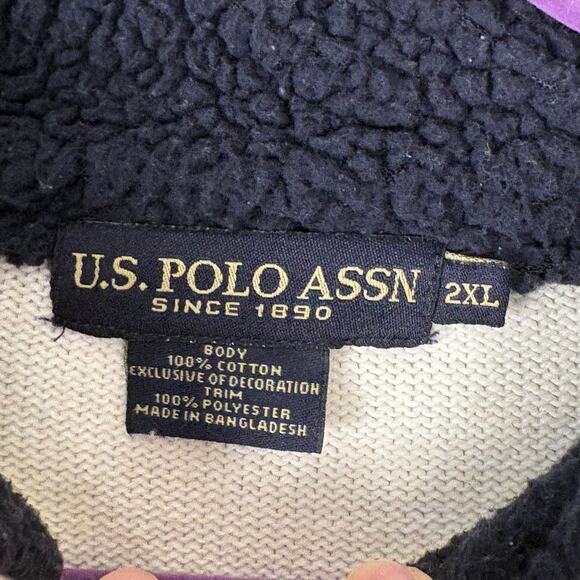 U.S. POLO ASSN
SINCE 1890
2XL
BODY
100% COTTON
EXCLUSIVE OF DECORATION
TRIM
100% POLYESTER
MADE IN BANGLADESH